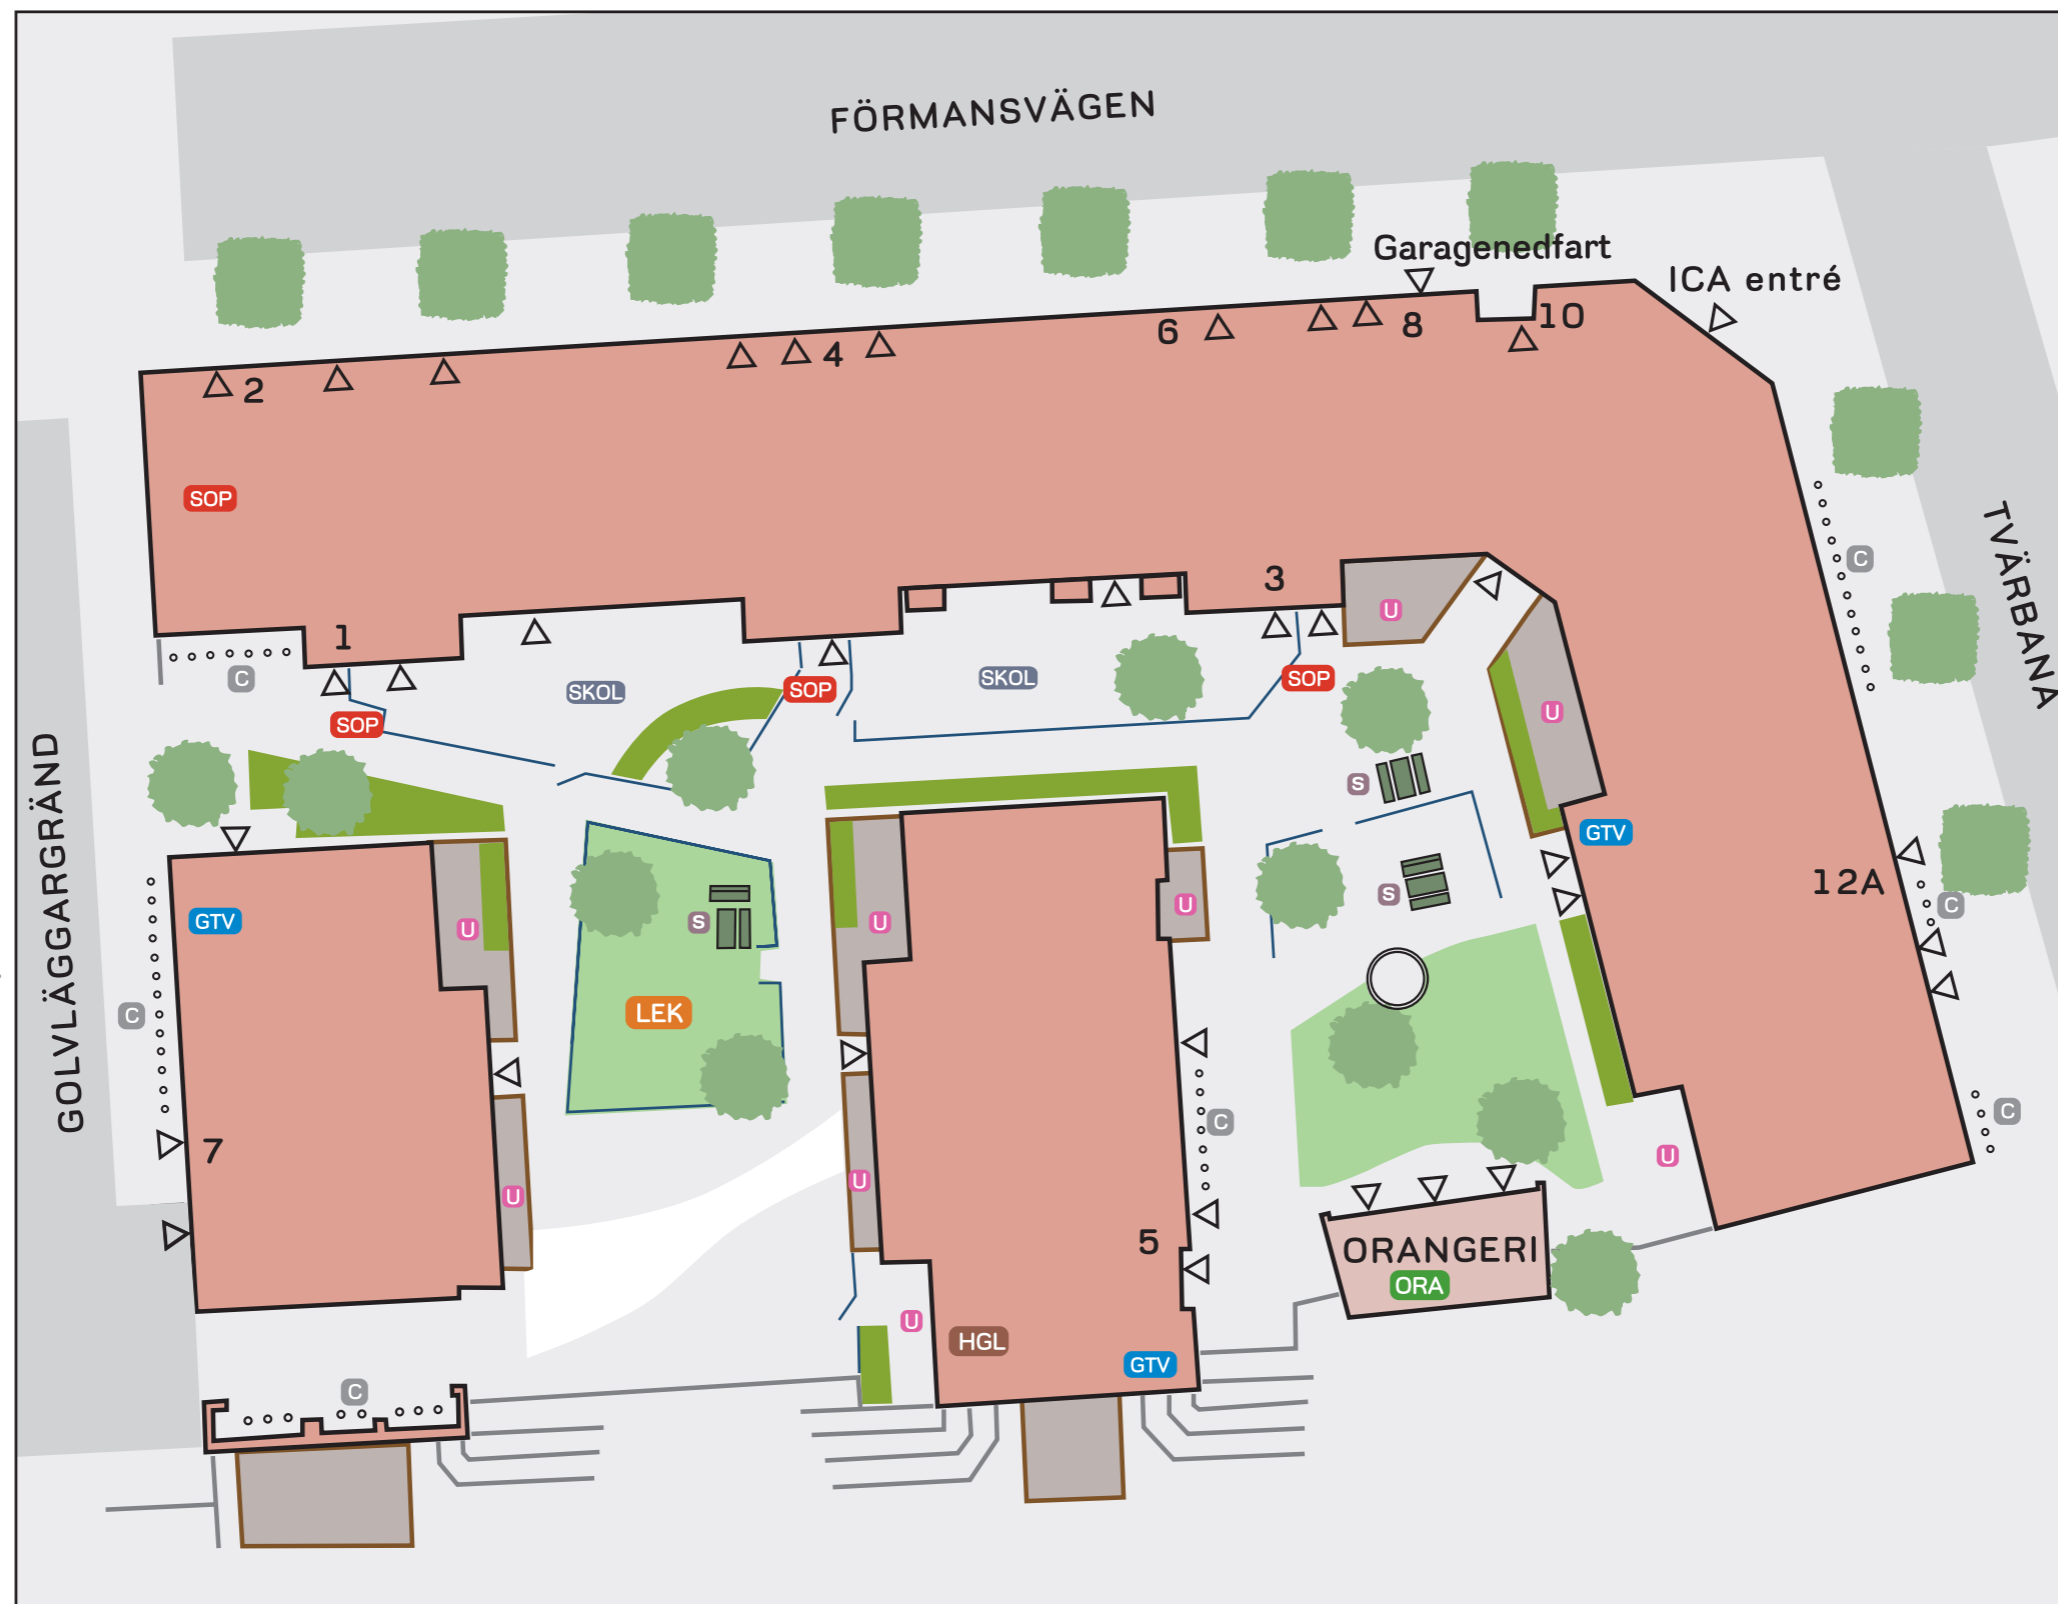 FÖRMANSVÄGEN
Garagenedfart
ICA entré
2
4
6
8
10
SOP
TVÄRBANA
C
1
3
U
C
SKOL
SOP
SKOL
SOP
U
SOP
S
GOLVLÄGGARGRÄND
GTV
12A
GTV
U
S
U
U
S
C
C
LEK
C
C
7
U
U
U
5
ORANGERI
ORA
U
HGL
GTV
C